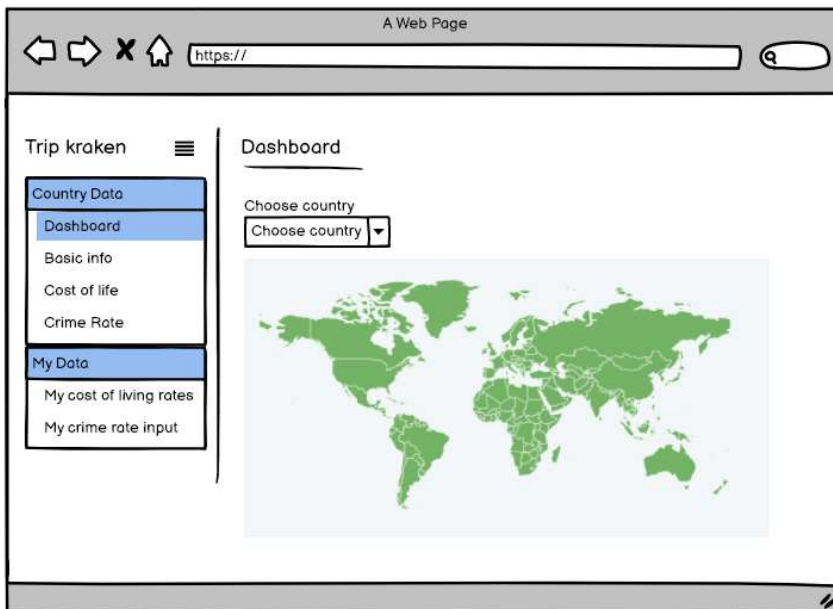 A Web Page
https://
Trip kraken
Country Data
Dashboard
Basic info
Cost of life
Crime Rate
My Data
My cost of living rates
My crime rate input
Dashboard
Choose country
Choose country